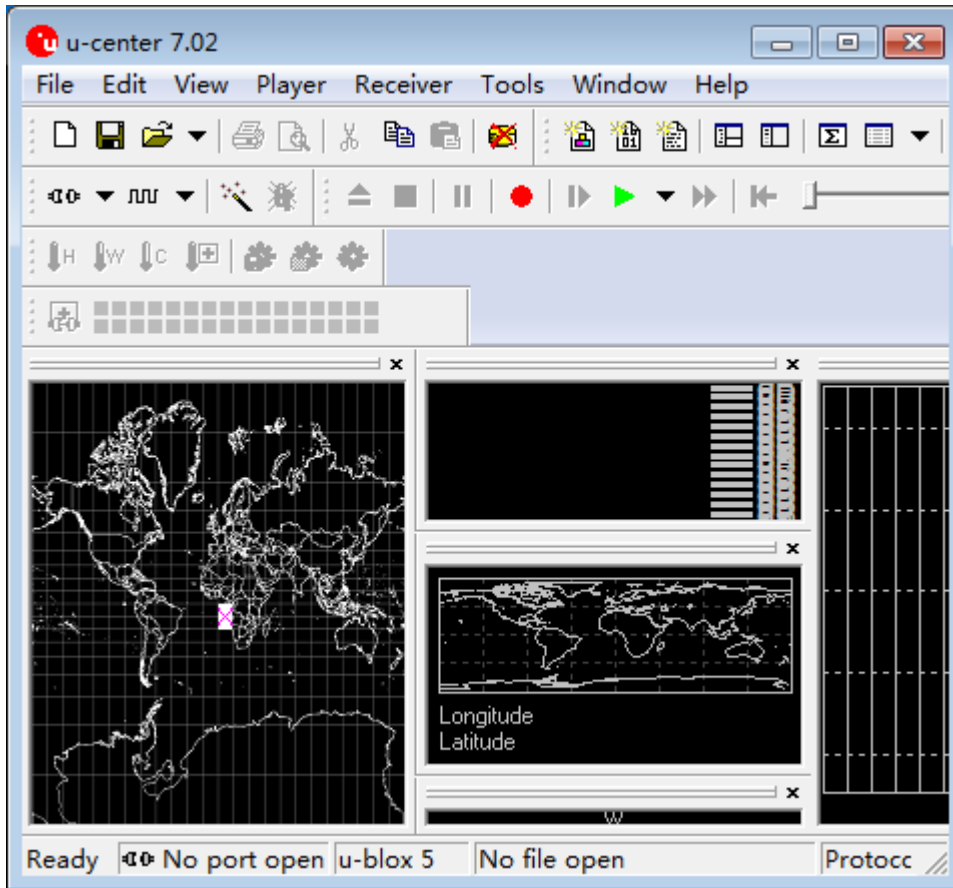 u-center 7.02
File Edit View Player Receiver Tools Window Help
H W C
Longitude
Latitude
W
Ready No port open u-blox 5 No file open Protocc